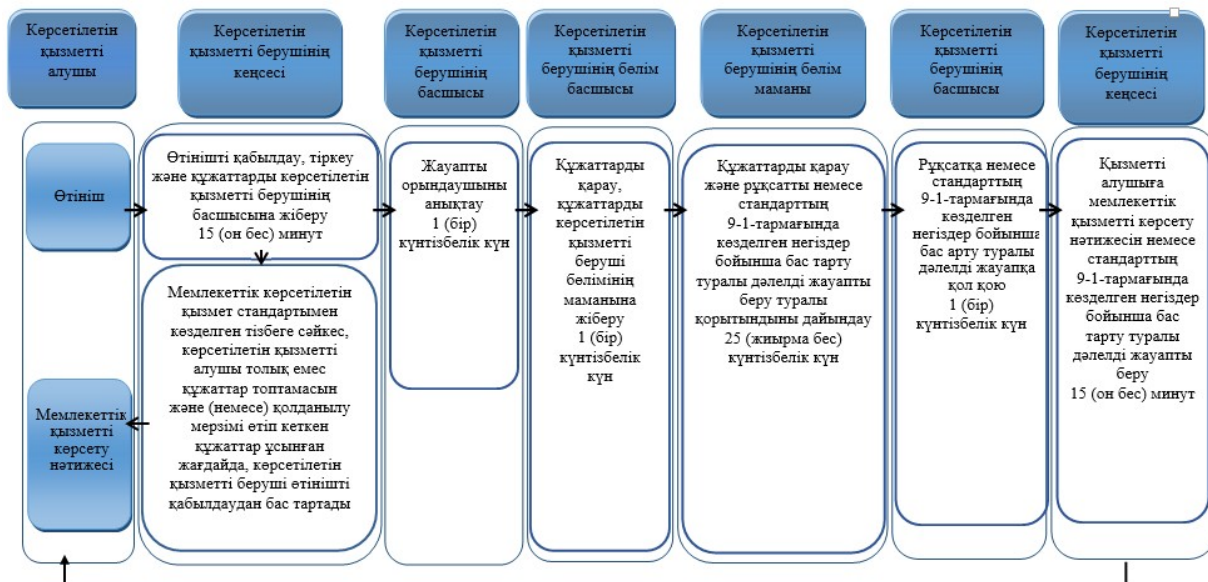 Көрсетілетін
қызметті
алушы
Көрсетілетін
қызметті берушінің
кеңсесі
Көрсетілетін
қызметті
берушінің
басшысы
Көрсетілетін
қызметті
берушінің бөлім
басшысы
Көрсетілетін
қызметті
берушінің бөлім
маманы
Көрсетілетін
қызметті
берушінің
басшысы
Көрсетілетін
қызметті
берушінің
кеңсесі
Өтініш
Өтінішті қабылдау, тіркеу
және құжаттарды көрсетілетін
қызметті берушінің
басшысына жіберу
15 (он бес) минут
Жауапты
орындаушыны
анықтау
1 (бір)
күнтізбелік күн
Құжаттарды
қарау,
құжаттарды
көрсетілетін
қызметті
беруші
бөлімінің
маманына
жіберу
1 (бір)
күнтізбелік
күн
Құжаттарды қарау
және рұқсатты немесе
стандарттың
9-1-тармағында
көзделген негіздер
бойынша бас тарту
туралы дәлелді жауапты
беру туралы
қорытындыны дайындау
25 (жиырма бес)
күнтізбелік күн
Рұқсатқа немесе
стандарттың
9-1-тармағында
көзделген
негіздер бойынша
бас арту туралы
дәлелді жауапқа
қол қою
1 (бір)
күнтізбелік күн
Қызметті
алушыға
мемлекеттік
қызметті көрсету
нәтижесін немесе
стандарттың
9-1-тармағында
көзделген негіздер
бойынша бас
тарту туралы
дәлелді жауапты
беру
15 (он бес) минут
Мемлекеттік көрсетілетін
қызмет стандартымен
көзделген тізбеге сәйкес,
көрсетілетін қызметті
алушы толық емес
құжаттар топтамасын
және (немесе) қолданылу
мерзімі өтіп кеткен
құжаттар ұсынған
жағдайда, көрсетілетін
қызметті беруші өтінішті
қабылдаудан бас тартады
Мемлекеттік
қызметті
көрсету
нәтижесі